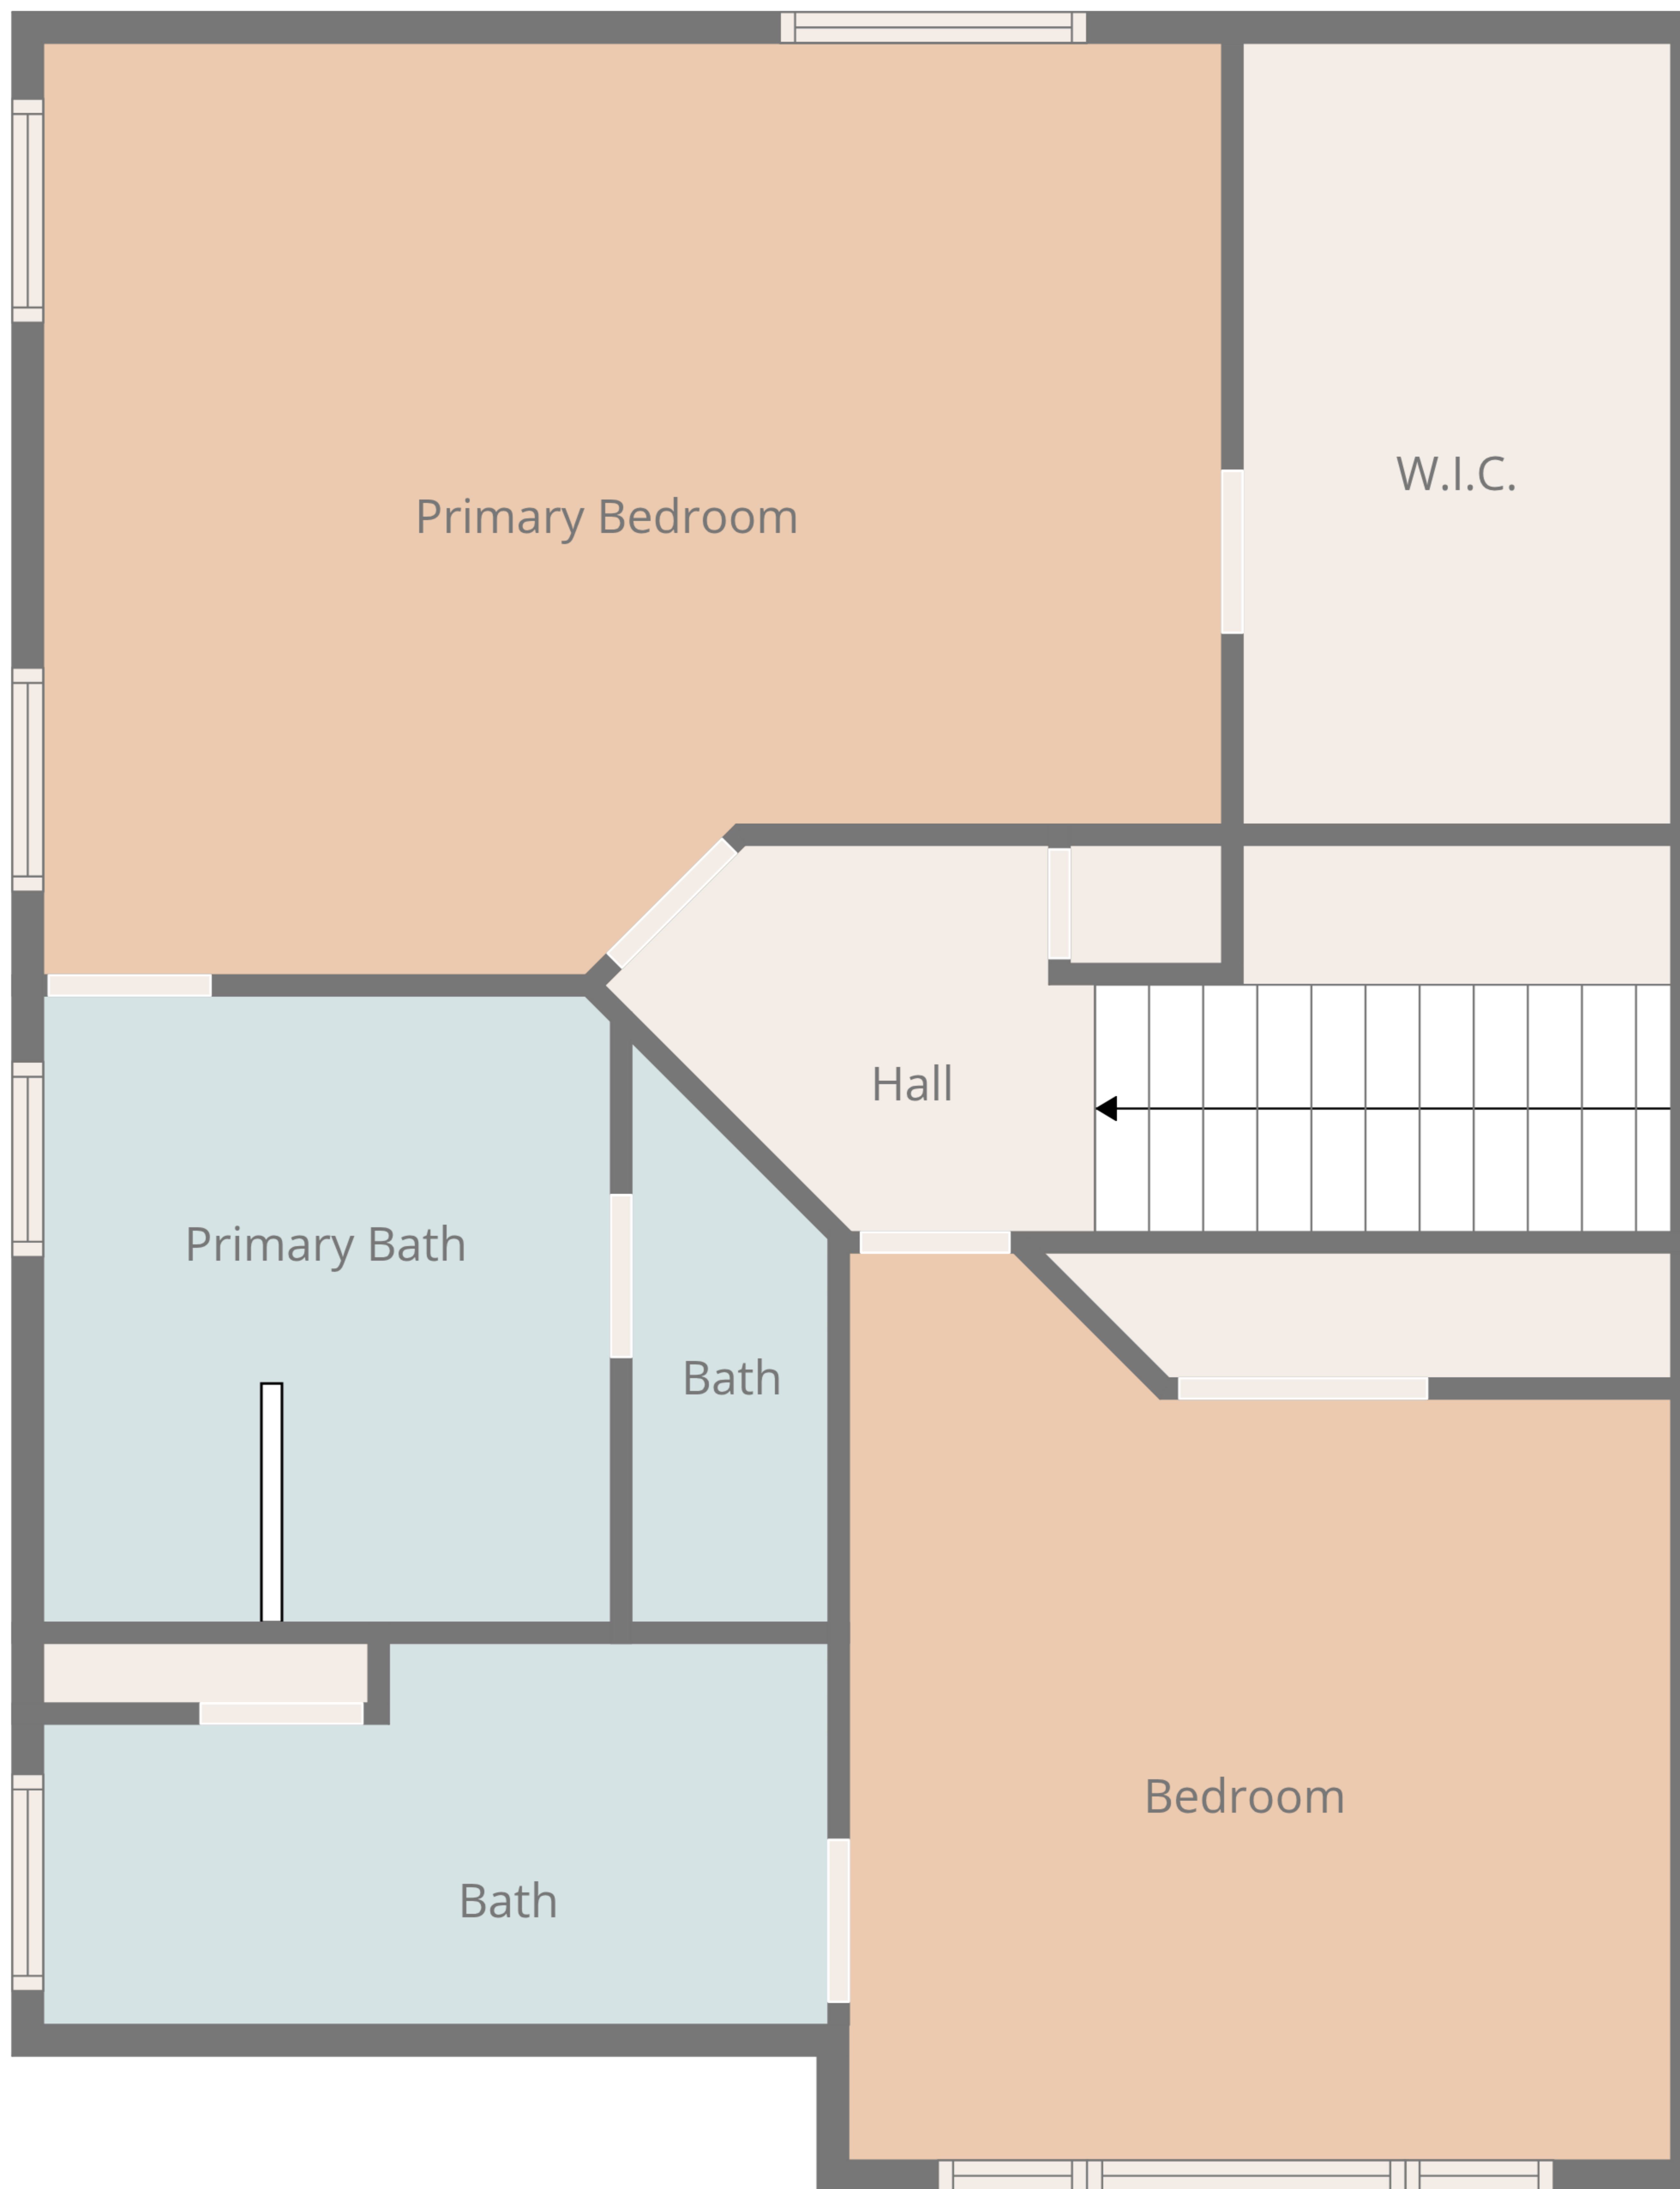 W.I.C.
Primary Bedroom
Hall
Primary Bath
Bath
Bedroom
Bath